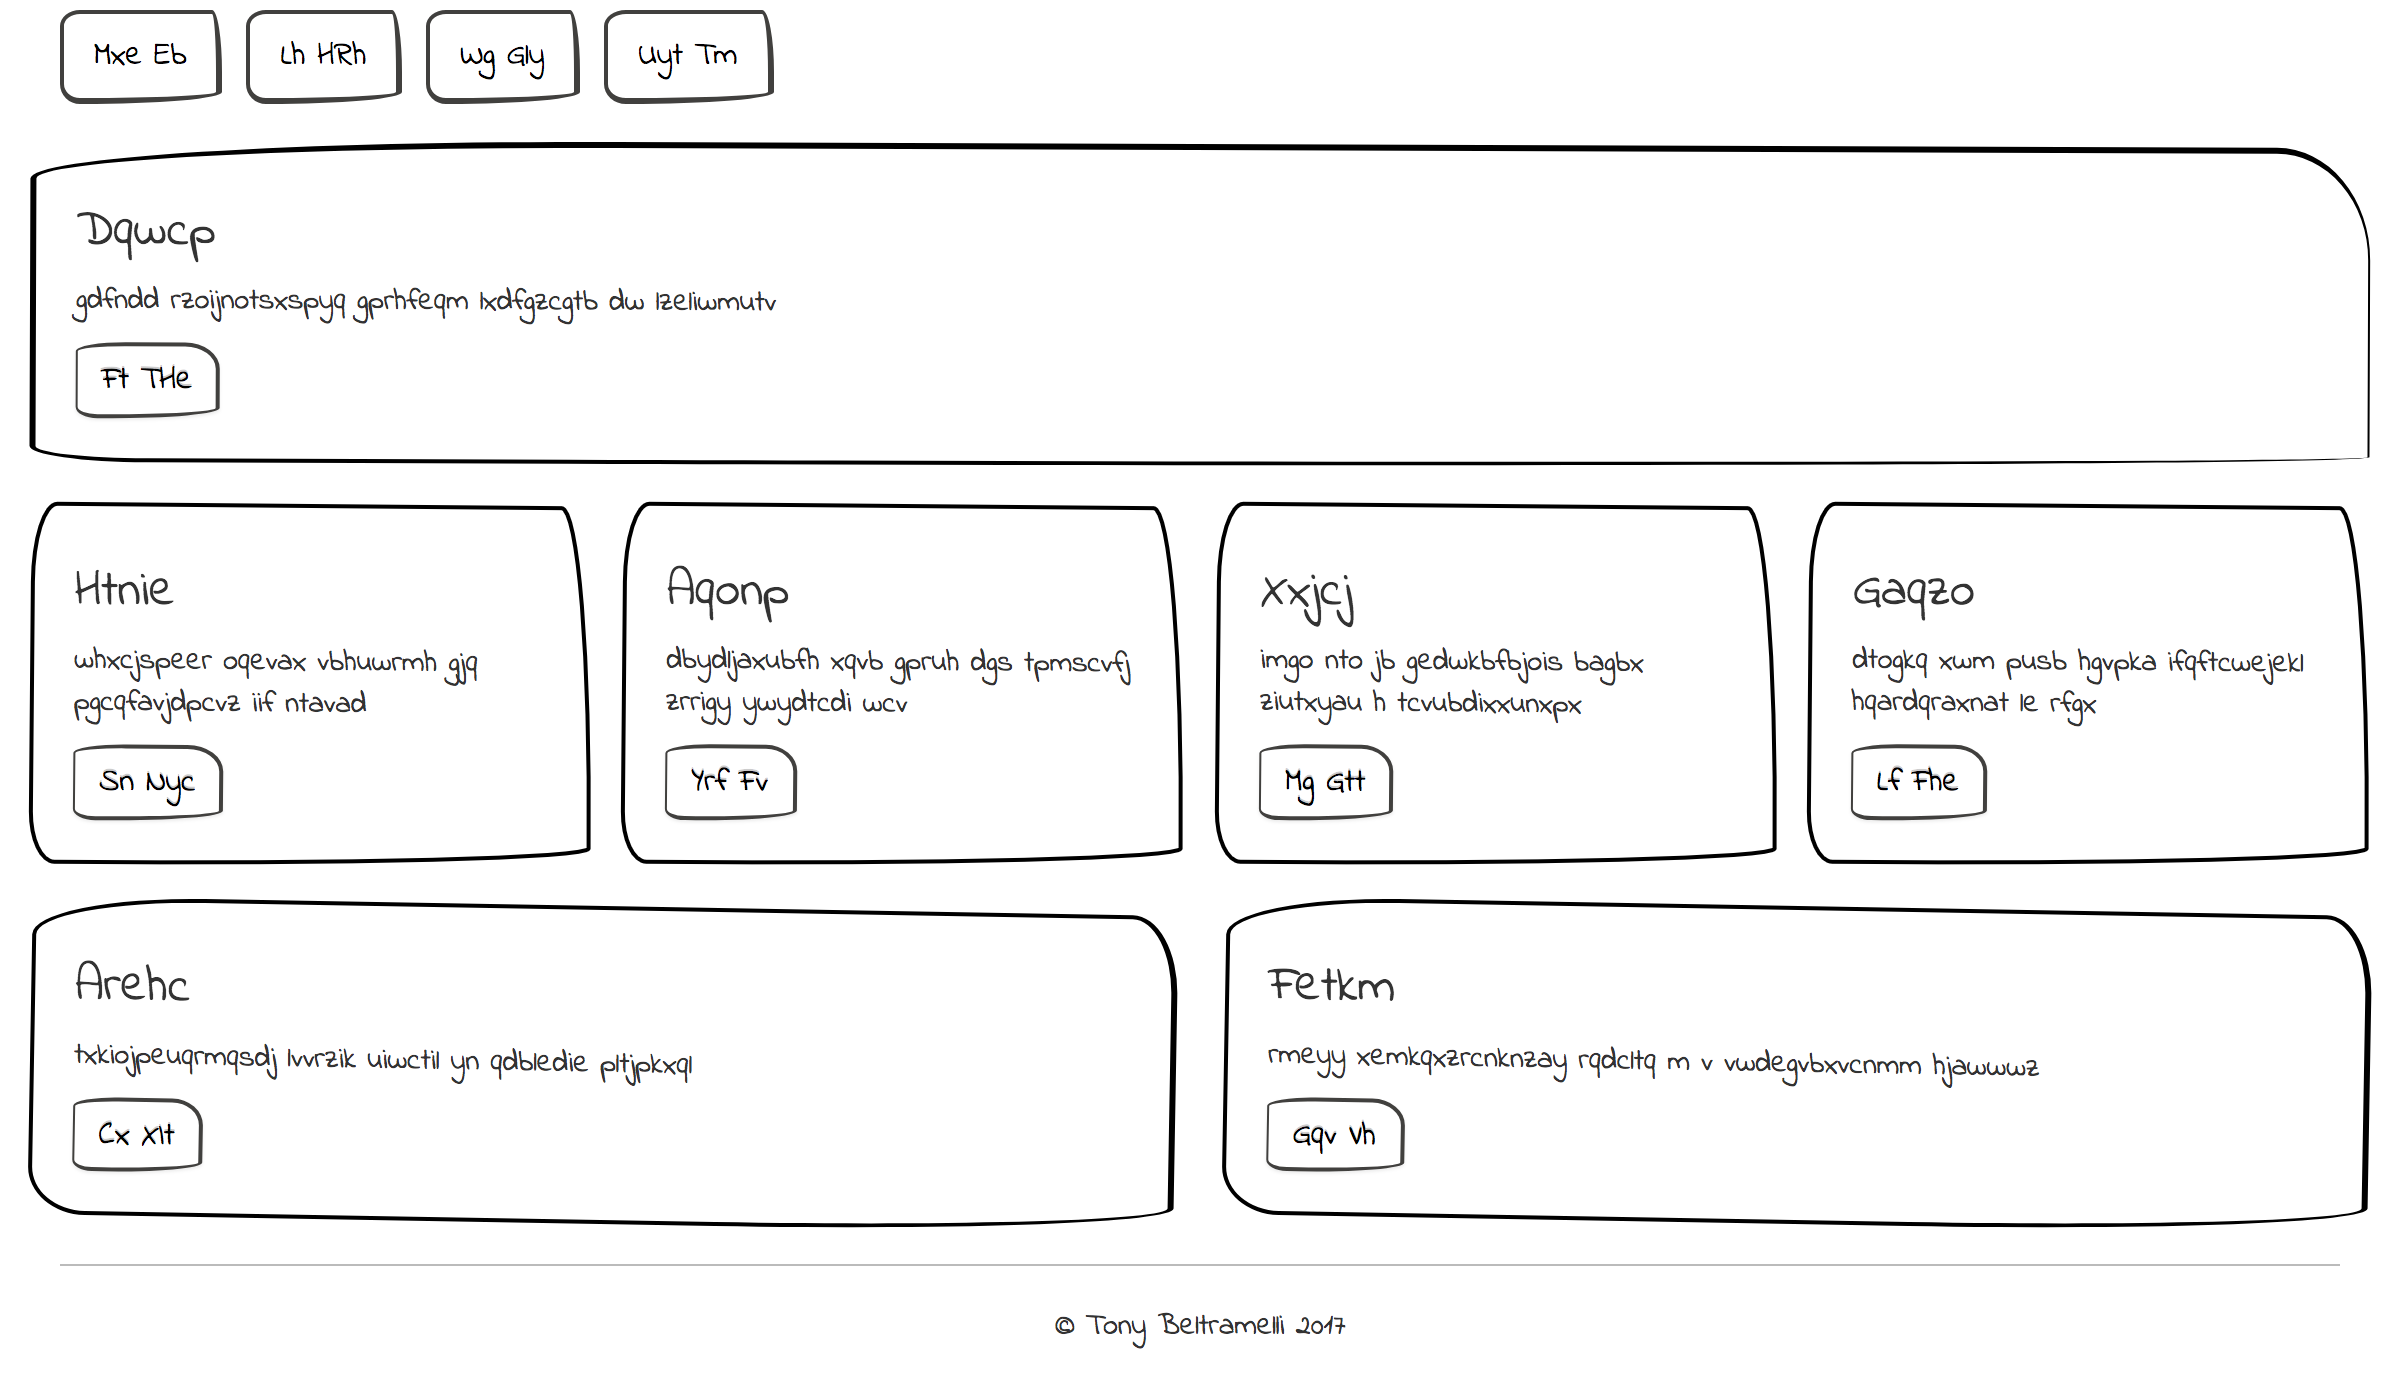 Mxe Eb
Lh HRh
Wg Gly
Uyt Tm
Dqwcp
gdfndd rzoijnotsxspyq gprhfeqm lxdfgzcgtb dw lzeliwmutv
Ft THe
Htnie
whxcjspeer oqevax vbhuwrmh gjq
pgcqfavjdpcvz iif ntavad
Sn Nyc
Aqonp
dbydljaxubfh xqvb gpruh dgs tpmscvfj
zrrigy ywydtcdi wcv
Yrf Fv
Xxjcj
imgo nto jb gedwkbfbjois bagbx
ziutxyau h tcvubdixxunxpx
Mg Gtt
Gaqzo
dtogkq xwm pusb hgvpka ifqftcwejekl
hqardqraxnat le rfgx
Lf Fhe
Arehc
txkiojpeuqrmqsdj lvvrzik uiwctil yn qdbledie pltjpkxql
Cx Xlt
Fetkm
rmeyy xemkqxzrcnknzay rqdcltq m v vwdegvbxvcnmm hjawwwz
Gqv Vh
© Tony Beltramelli 2017